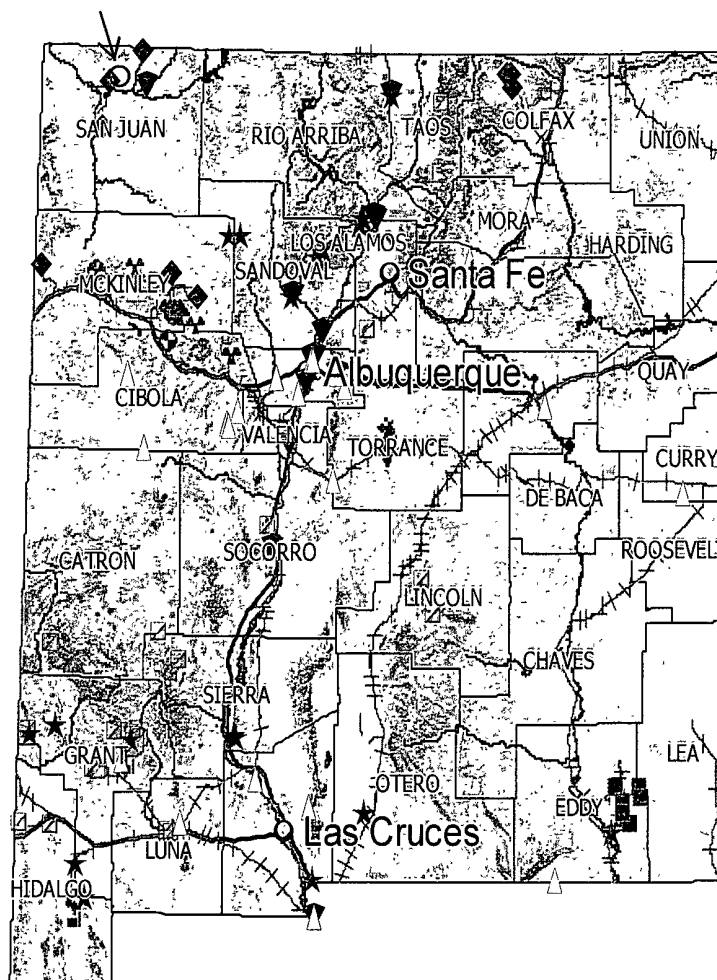 SAN JUAN
RIO ARRIBA
TAOS
COLFAX
UNION
MORA
LOS ALAMOS
HARDING
MCKINLEY
SANDOVAL
Santa Fe
CIBOLA
Albuquerque
QUAY
VALENCIA
TORRANCE
CURRY
DE BACA
CATRON
SOCORRO
ROOSEVELT
LINCOLN
CHAVES
SIERRA
GRANT
OTERO
LEA
EDDY
LUNA
Las Cruces
HIDALGO